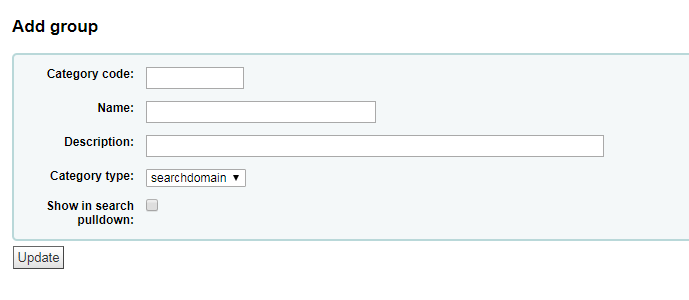 Add group
Category code:
Name:
Description:
Category type: searchdomain
Show in search
pulldown:
Update